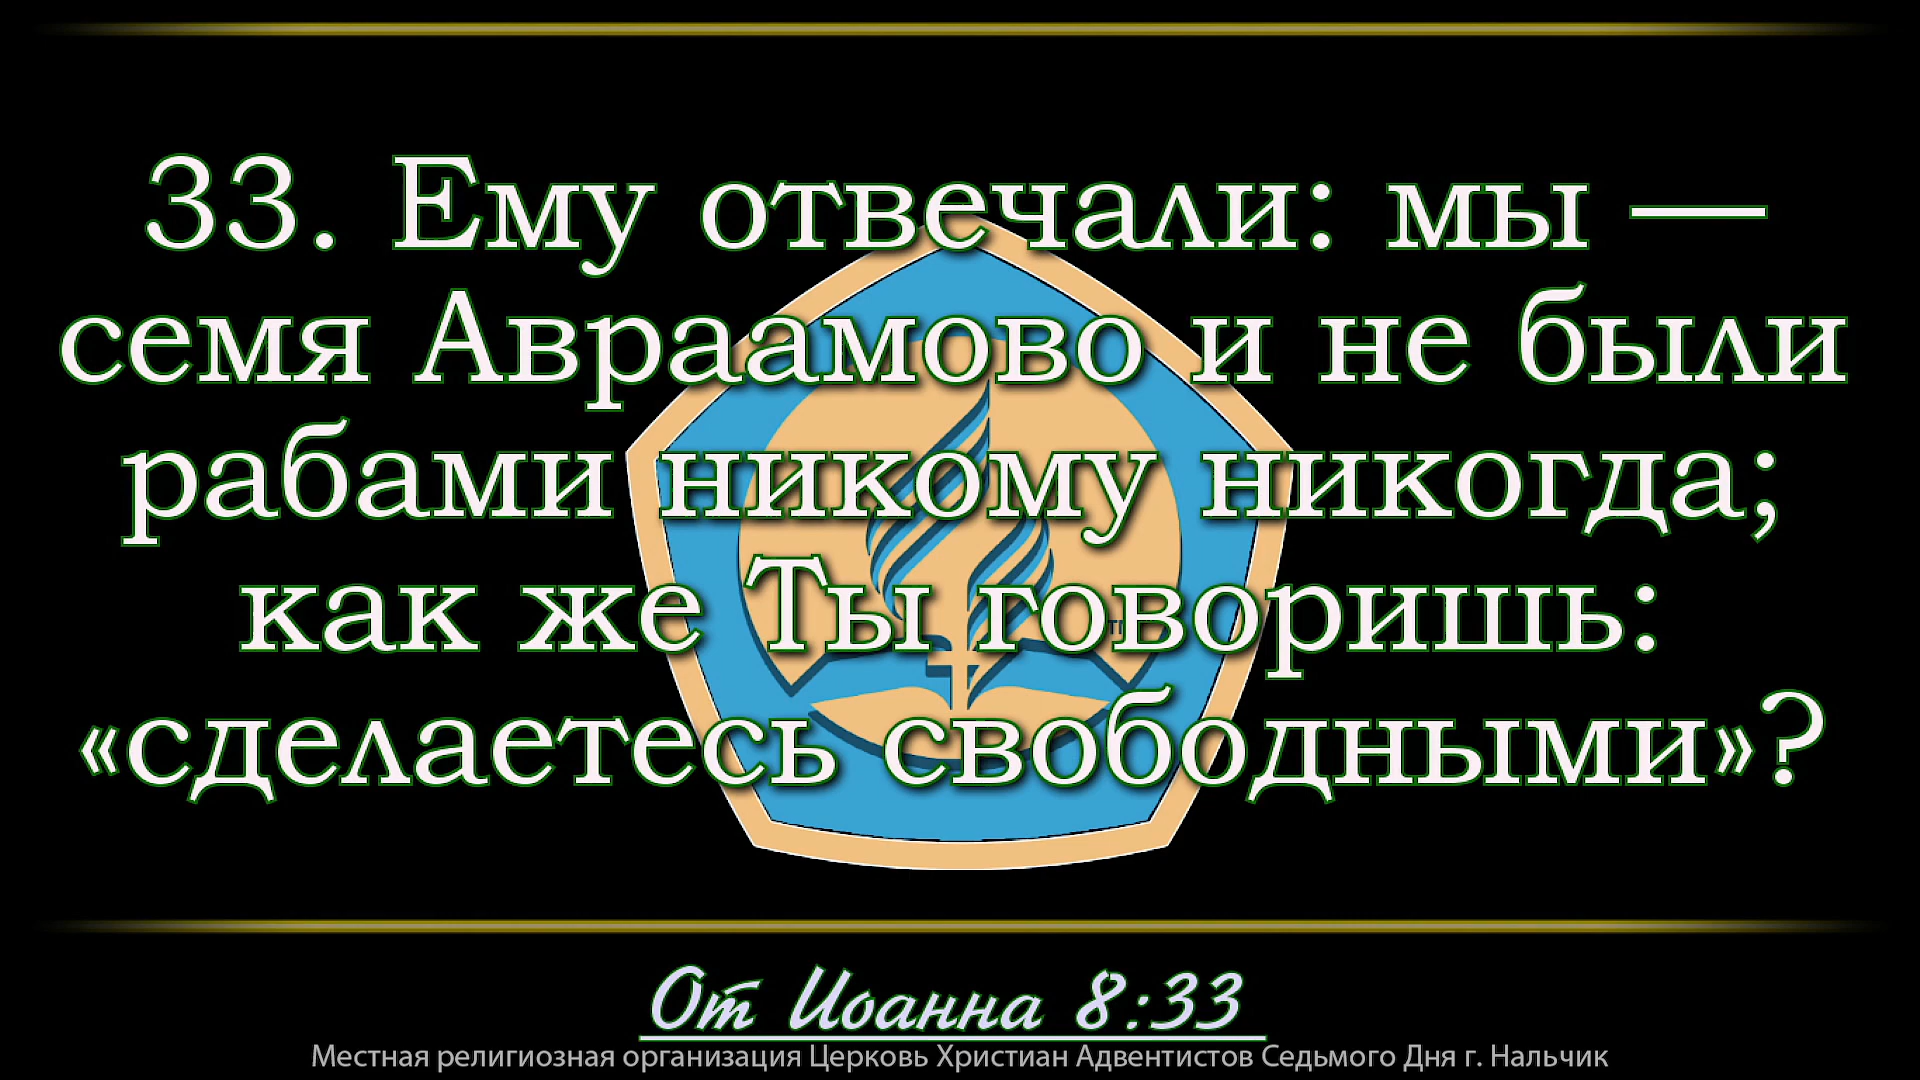 33. Ему отвечали: мы —
семя Авраамово и не были
рабами никому никогда;
как же Ты говоришь:
«сделаетесь свободными»?
От Иоанна 8:33
Местная религиозная организация Церковь Христиан Адвентистов Седьмого Дня г. Нальчик